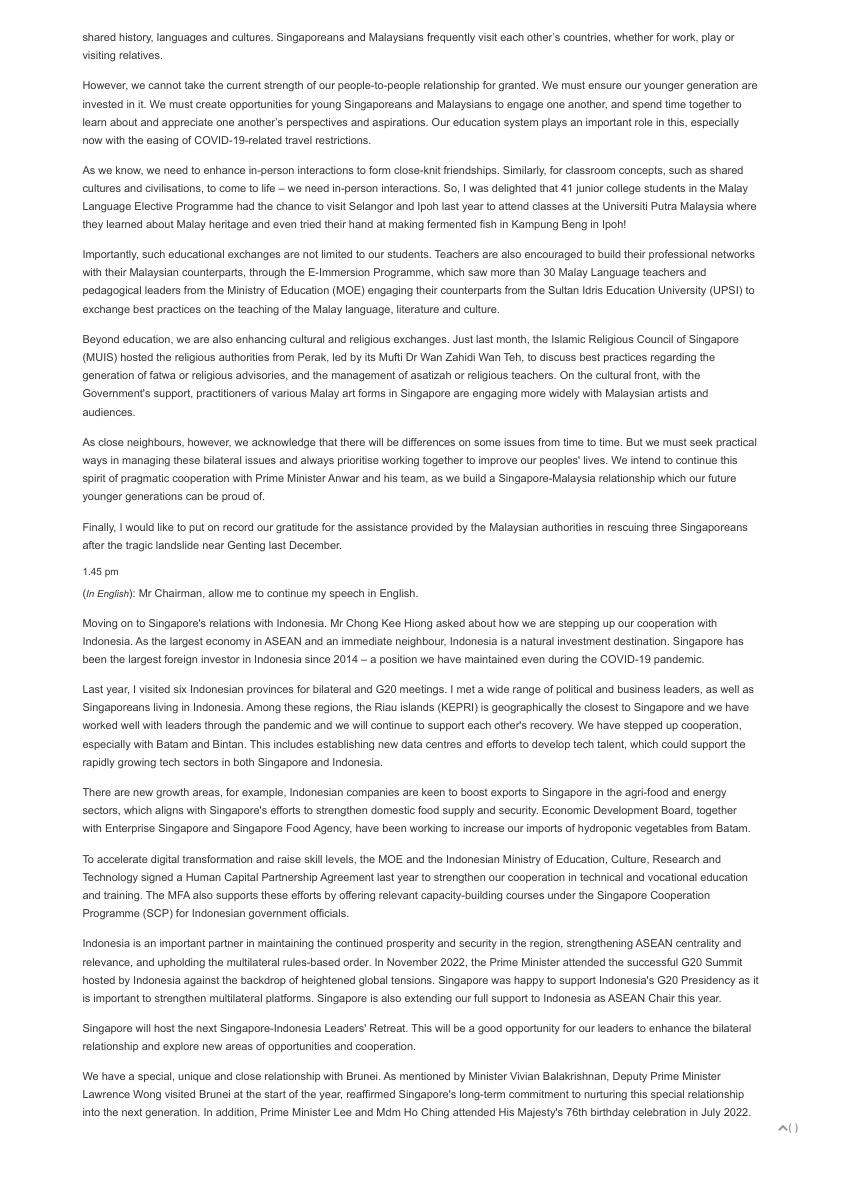 shared history, languages and cultures. Singaporeans and Malaysians frequently visit each other's countries, whether for work, play or
visiting relatives.
However, we cannot take the current strength of our people-to-people relationship for granted. We must ensure our younger generation are
invested in it. We must create opportunities for young Singaporeans and Malaysians to engage one another, and spend time together to
learn about and appreciate one another's perspectives and aspirations. Our education system plays an important role in this, especially
now with the easing of COVID-19-related travel restrictions.
As we know, we need to enhance in-person interactions to form close-knit friendships. Similarly, for classroom concepts, such as shared
cultures and civilisations, to come to life – we need in-person interactions. So, I was delighted that 41 junior college students in the Malay
Language Elective Programme had the chance to visit Selangor and Ipoh last year to attend classes at the Universiti Putra Malaysia where
they learned about Malay heritage and even tried their hand at making fermented fish in Kampung Beng in Ipoh!
Importantly, such educational exchanges are not limited to our students. Teachers are also encouraged to build their professional networks
with their Malaysian counterparts, through the E-Immersion Programme, which saw more than 30 Malay Language teachers and
pedagogical leaders from the Ministry of Education (MOE) engaging their counterparts from the Sultan Idris Education University (UPSI) to
exchange best practices on the teaching of the Malay language, literature and culture.
Beyond education, we are also enhancing cultural and religious exchanges. Just last month, the Islamic Religious Council of Singapore
(MUIS) hosted the religious authorities from Perak, led by its Mufti Dr Wan Zahidi Wan Teh, to discuss best practices regarding the
generation of fatwa or religious advisories, and the management of asatizah or religious teachers. On the cultural front, with the
Government's support, practitioners of various Malay art forms in Singapore are engaging more widely with Malaysian artists and
audiences.
As close neighbours, however, we acknowledge that there will be differences on some issues from time to time. But we must seek practical
ways in managing these bilateral issues and always prioritise working together to improve our peoples' lives. We intend to continue this
spirit of pragmatic cooperation with Prime Minister Anwar and his team, as we build a Singapore-Malaysia relationship which our future
younger generations can be proud of.
Finally, I would like to put on record our gratitude for the assistance provided by the Malaysian authorities in rescuing three Singaporeans
after the tragic landslide near Genting last December.
1.45 pm
(In English): Mr Chairman, allow me to continue my speech in English.
Moving on to Singapore's relations with Indonesia. Mr Chong Kee Hiong asked about how we are stepping up our cooperation with
Indonesia. As the largest economy in ASEAN and an immediate neighbour, Indonesia is a natural investment destination. Singapore has
been the largest foreign investor in Indonesia since 2014 – a position we have maintained even during the COVID-19 pandemic.
Last year, I visited six Indonesian provinces for bilateral and G20 meetings. I met a wide range of political and business leaders, as well as
Singaporeans living in Indonesia. Among these regions, the Riau islands (KEPRI) is geographically the closest to Singapore and we have
worked well with leaders through the pandemic and we will continue to support each other's recovery. We have stepped up cooperation,
especially with Batam and Bintan. This includes establishing new data centres and efforts to develop tech talent, which could support the
rapidly growing tech sectors in both Singapore and Indonesia.
There are new growth areas, for example, Indonesian companies are keen to boost exports to Singapore in the agri-food and energy
sectors, which aligns with Singapore's efforts to strengthen domestic food supply and security. Economic Development Board, together
with Enterprise Singapore and Singapore Food Agency, have been working to increase our imports of hydroponic vegetables from Batam.
To accelerate digital transformation and raise skill levels, the MOE and the Indonesian Ministry of Education, Culture, Research and
Technology signed a Human Capital Partnership Agreement last year to strengthen our cooperation in technical and vocational education
and training. The MFA also supports these efforts by offering relevant capacity-building courses under the Singapore Cooperation
Programme (SCP) for Indonesian government officials.
Indonesia is an important partner in maintaining the continued prosperity and security in the region, strengthening ASEAN centrality and
relevance, and upholding the multilateral rules-based order. In November 2022, the Prime Minister attended the successful G20 Summit
hosted by Indonesia against the backdrop of heightened global tensions. Singapore was happy to support Indonesia's G20 Presidency as it
is important to strengthen multilateral platforms. Singapore is also extending our full support to Indonesia as ASEAN Chair this year.
Singapore will host the next Singapore-Indonesia Leaders' Retreat. This will be a good opportunity for our leaders to enhance the bilateral
relationship and explore new areas of opportunities and cooperation.
We have a special, unique and close relationship with Brunei. As mentioned by Minister Vivian Balakrishnan, Deputy Prime Minister
Lawrence Wong visited Brunei at the start of the year, reaffirmed Singapore's long-term commitment to nurturing this special relationship
into the next generation. In addition, Prime Minister Lee and Mdm Ho Ching attended His Majesty's 76th birthday celebration in July 2022.
( )